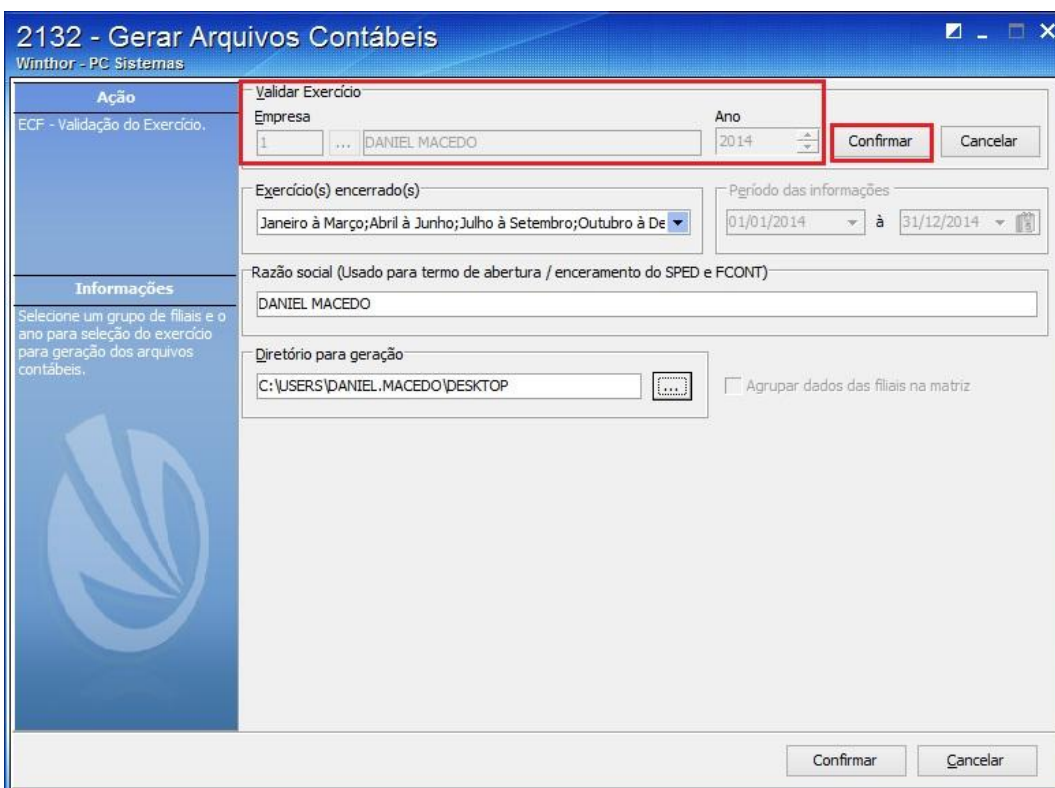 2132 - Gerar Arquivos Contábeis
Winthor - PC Sistemas
Ação
ECF - Validação do Exercício.
Informações
Selecione um grupo de filiais e o
ano para seleção do exercício
para geração dos arquivos
contábeis.
Validar Exercício
Empresa
Ano
1 ... DANIEL MACEDO 2014 Confirmar Cancelar
Exercício(s) encerrado(s)
Janeiro à Março;Abril à Junho;Julho à Setembro;Outubro à De
Período das informações
01/01/2014 à 31/12/2014
Razão social (Usado para termo de abertura / enceramento do SPED e FCONT)
DANIEL MACEDO
Diretório para geração
C:\USERS\DANIEL.MACEDO\DESKTOP ...
Agrupar dados das filiais na matriz
Confirmar Cancelar